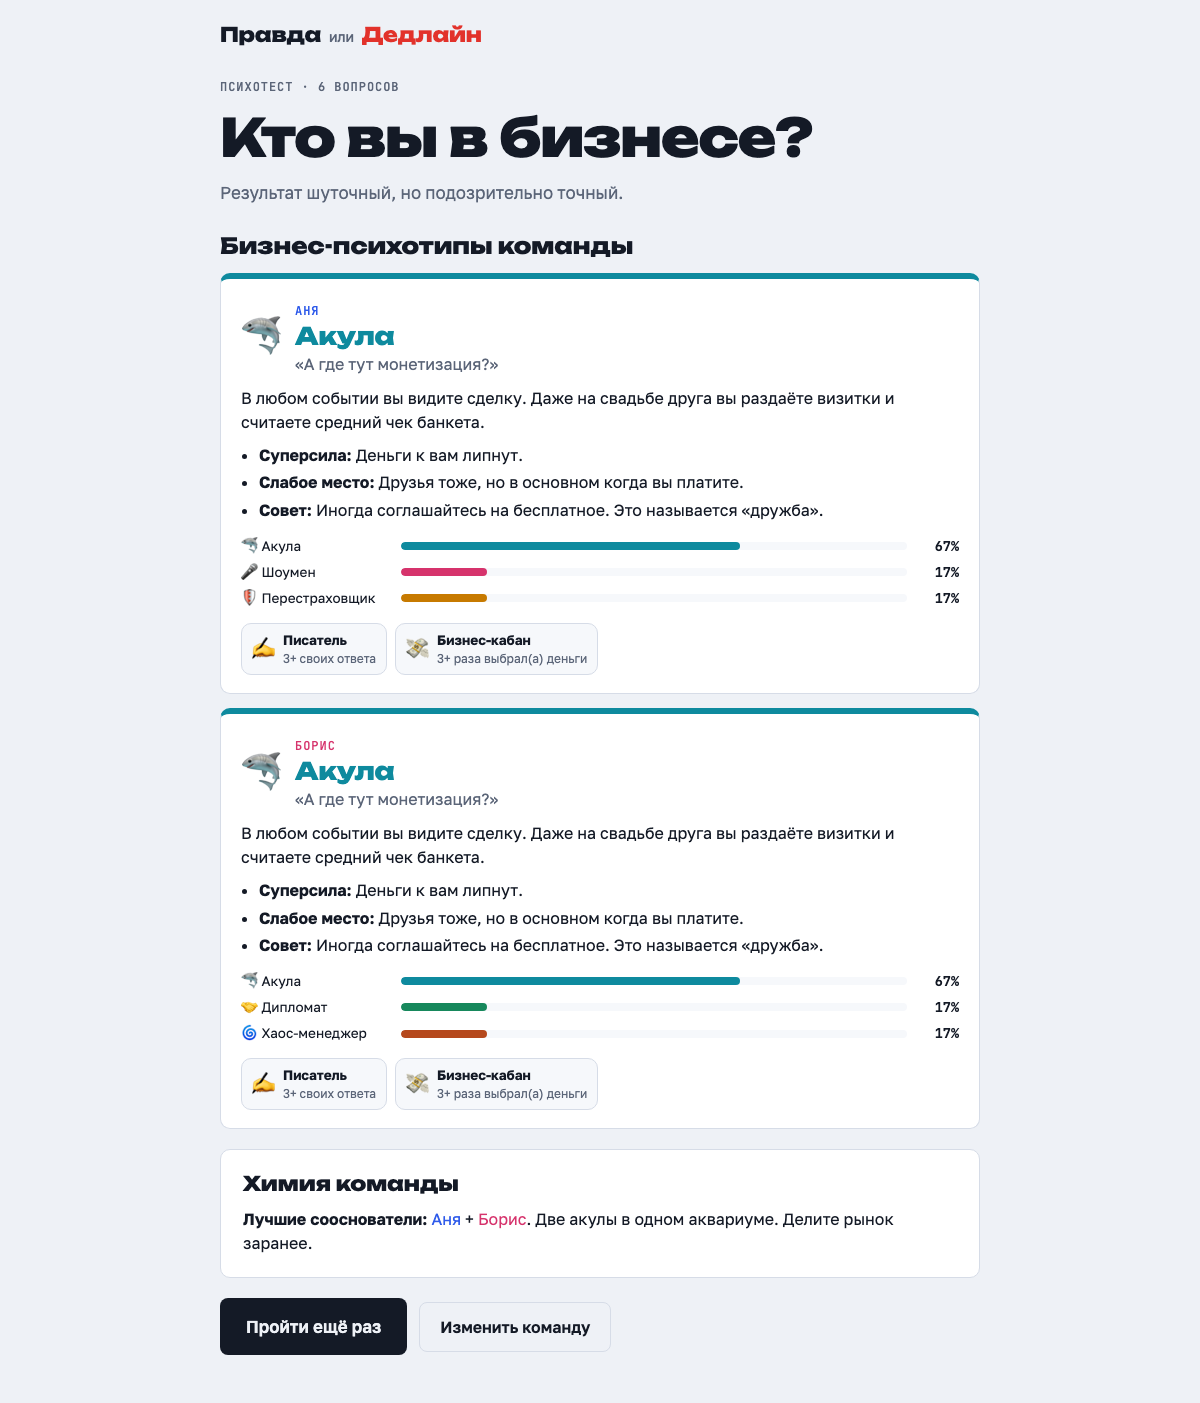 Правда или Дедлайн
ПСИХОТЕСТ · 6 ВОПРОСОВ
Кто вы в бизнесе?
Результат шуточный, но подозрительно точный.
Бизнес-психотипы команды
АНЯ
Акула
«А где тут монетизация?»
В любом событии вы видите сделку. Даже на свадьбе друга вы раздаёте визитки и
считаете средний чек банкета.
• Суперсила: Деньги к вам липнут.
• Слабое место: Друзья тоже, но в основном когда вы платите.
• Совет: Иногда соглашайтесь на бесплатное. Это называется «дружба».
Акула 67%
Шоумен 17%
Перестраховщик 17%
Писатель
3+ своих ответа
Бизнес-кабан
3+ раза выбрал(а) деньги
БОРИС
Акула
«А где тут монетизация?»
В любом событии вы видите сделку. Даже на свадьбе друга вы раздаёте визитки и
считаете средний чек банкета.
• Суперсила: Деньги к вам липнут.
• Слабое место: Друзья тоже, но в основном когда вы платите.
• Совет: Иногда соглашайтесь на бесплатное. Это называется «дружба».
Акула 67%
Дипломат 17%
Хаос-менеджер 17%
Писатель
3+ своих ответа
Бизнес-кабан
3+ раза выбрал(а) деньги
Химия команды
Лучшие сооснователи: Аня + Борис. Две акулы в одном аквариуме. Делите рынок
заранее.
Пройти ещё раз
Изменить команду